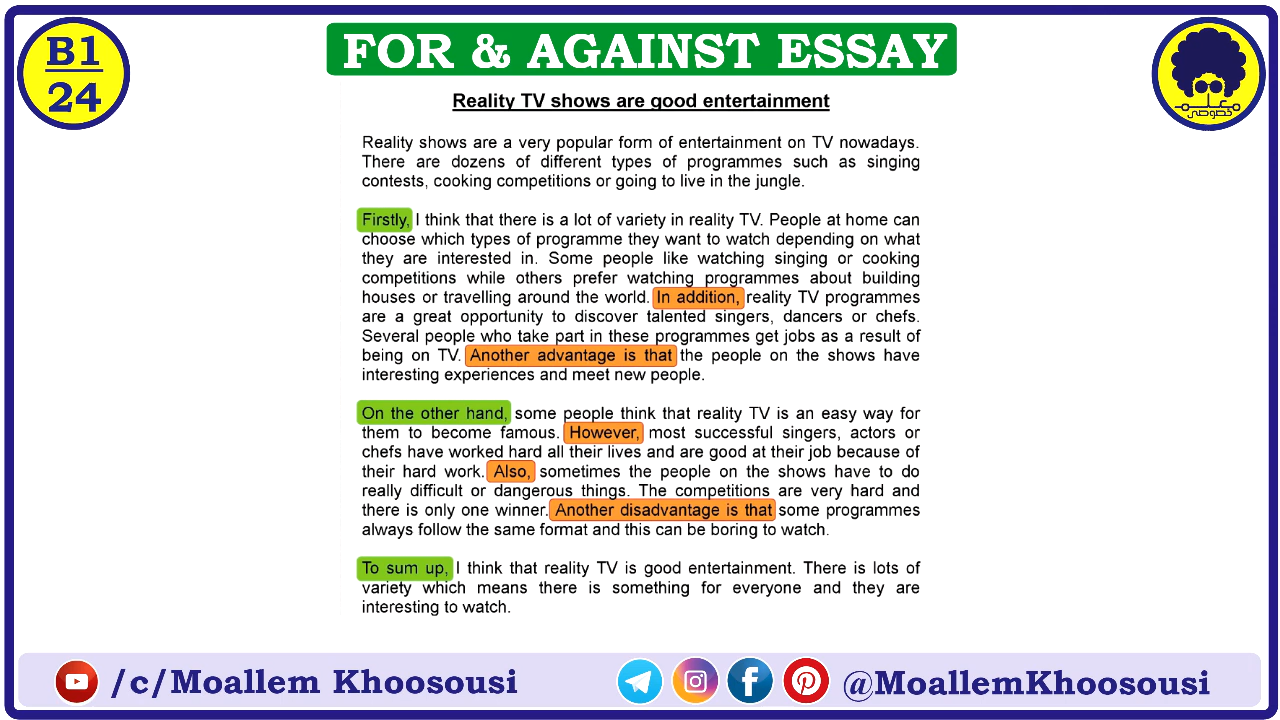 B1
24
FOR & AGAINST ESSAY
معلم
خصوصی
Reality TV shows are good entertainment
Reality shows are a very popular form of entertainment on TV nowadays.
There are dozens of different types of programmes such as singing
contests, cooking competitions or going to live in the jungle.
Firstly, I think that there is a lot of variety in reality TV. People at home can
choose which types of programme they want to watch depending on what
they are interested in. Some people like watching singing or cooking
competitions while others prefer watching programmes about building
houses or travelling around the world. In addition, reality TV programmes
are a great opportunity to discover talented singers, dancers or chefs.
Several people who take part in these programmes get jobs as a result of
being on TV. Another advantage is that the people on the shows have
interesting experiences and meet new people.
On the other hand, some people think that reality TV is an easy way for
them to become famous. However, most successful singers, actors or
chefs have worked hard all their lives and are good at their job because of
their hard work. Also, sometimes the people on the shows have to do
really difficult or dangerous things. The competitions are very hard and
there is only one winner. Another disadvantage is that some programmes
always follow the same format and this can be boring to watch.
To sum up, I think that reality TV is good entertainment. There is lots of
variety which means there is something for everyone and they are
interesting to watch.
/c/Moallem Khoosousi
@MoallemKhoosousi